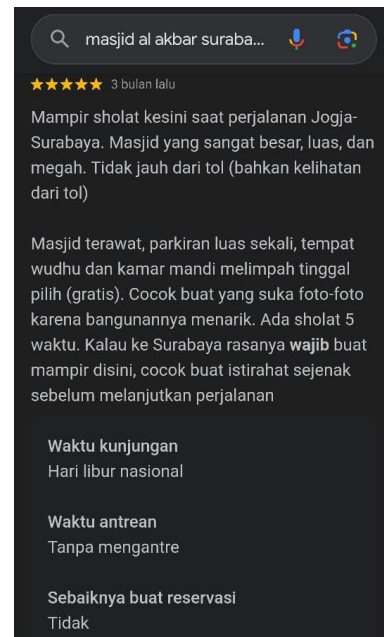 masjid al akbar suraba...
3 bulan lalu
Mampir sholat kesini saat perjalanan Jogja-
Surabaya. Masjid yang sangat besar, luas, dan
megah. Tidak jauh dari tol (bahkan kelihatan
dari tol)
Masjid terawat, parkiran luas sekali, tempat
wudhu dan kamar mandi melimpah tinggal
pilih (gratis). Cocok buat yang suka foto-foto
karena bangunannya menarik. Ada sholat 5
waktu. Kalau ke Surabaya rasanya wajib buat
mampir disini, cocok buat istirahat sejenak
sebelum melanjutkan perjalanan
Waktu kunjungan
Hari libur nasional
Waktu antrean
Tanpa mengantre
Sebaiknya buat reservasi
Tidak